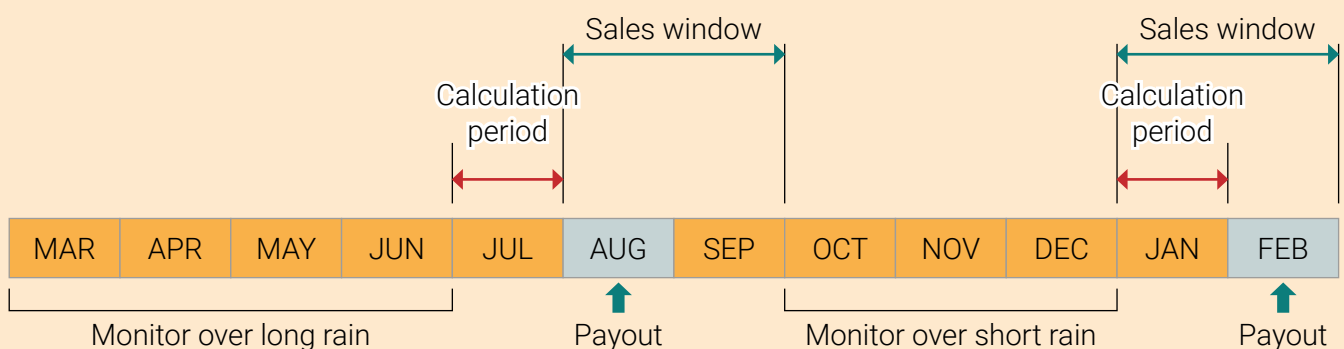 Sales window Sales window
Calculation Calculation
period period
MAR APR MAY JUN JUL AUG SEP OCT NOV DEC JAN FEB
Monitor over long rain Payout Monitor over short rain Payout